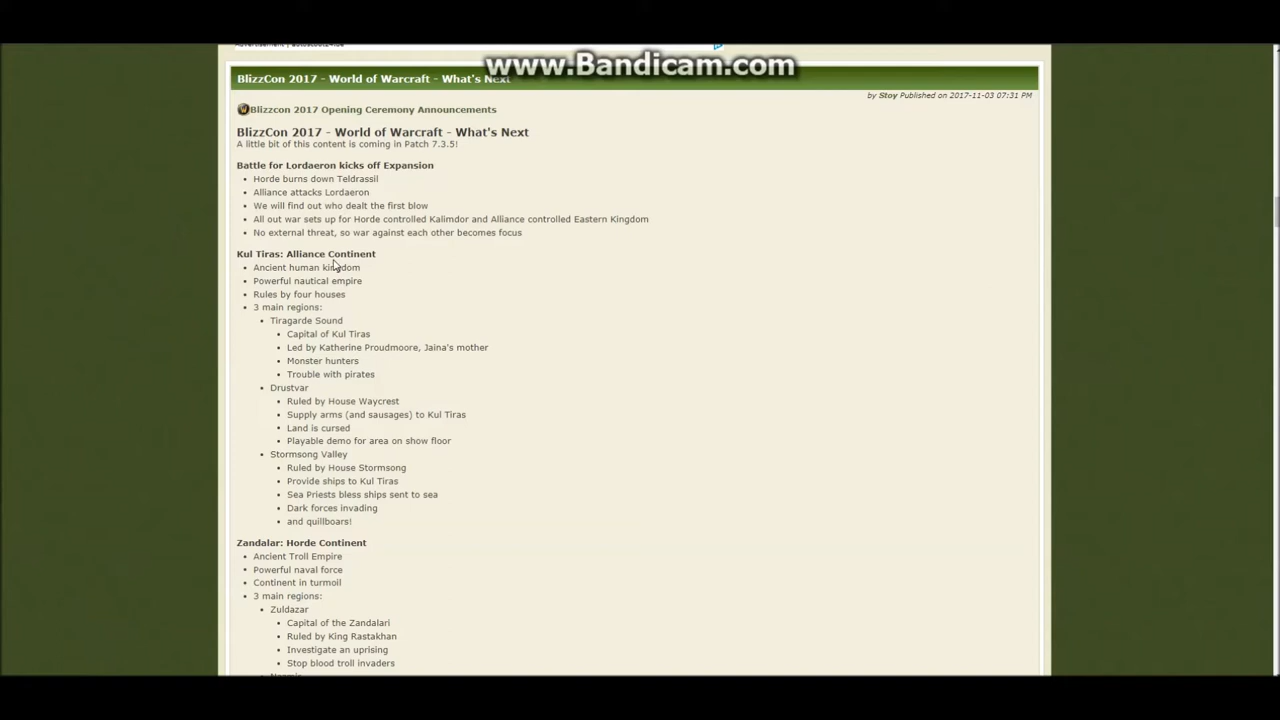 www.Bandicam.com
BlizzCon 2017 - World of Warcraft - What's Next
by Stoy Published on 2017-11-03 07:31 PM
Blizzcon 2017 Opening Ceremony Announcements
BlizzCon 2017 - World of Warcraft - What's Next
A little bit of this content is coming in Patch 7.3.5!
Battle for Lordaeron kicks off Expansion
Horde burns down Teldrassil
Alliance attacks Lordaeron
We will find out who dealt the first blow
All out war sets up for Horde controlled Kalimdor and Alliance controlled Eastern Kingdom
No external threat, so war against each other becomes focus
Kul Tiras: Alliance Continent
Ancient human kingdom
Powerful nautical empire
Rules by four houses
3 main regions:
Tiragarde Sound
Capital of Kul Tiras
Led by Katherine Proudmoore, Jaina's mother
Monster hunters
Trouble with pirates
Drustvar
Ruled by House Waycrest
Supply arms (and sausages) to Kul Tiras
Land is cursed
Playable demo for area on show floor
Stormsong Valley
Ruled by House Stormsong
Provide ships to Kul Tiras
Sea Priests bless ships sent to sea
Dark forces invading
and quillboars!
Zandalar: Horde Continent
Ancient Troll Empire
Powerful naval force
Continent in turmoil
3 main regions:
Zuldazar
Capital of the Zandalari
Ruled by King Rastakhan
Investigate an uprising
Stop blood troll invaders